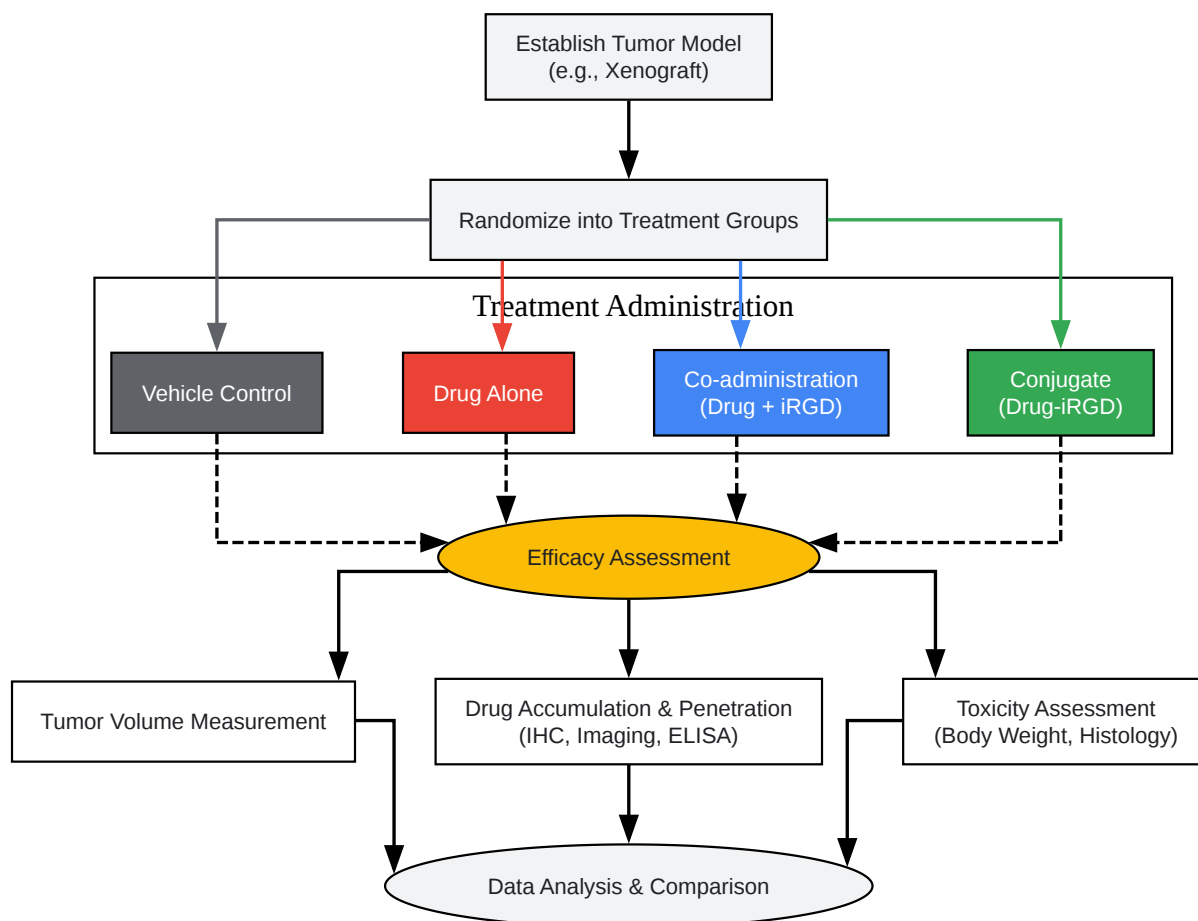 Establish Tumor Model
(e.g., Xenograft)
Randomize into Treatment Groups
Treatment Administration
Vehicle Control
Drug Alone
Co-administration
(Drug + iRGD)
Conjugate
(Drug-iRGD)
Efficacy Assessment
Tumor Volume Measurement
Drug Accumulation & Penetration
(IHC, Imaging, ELISA)
Toxicity Assessment
(Body Weight, Histology)
Data Analysis & Comparison